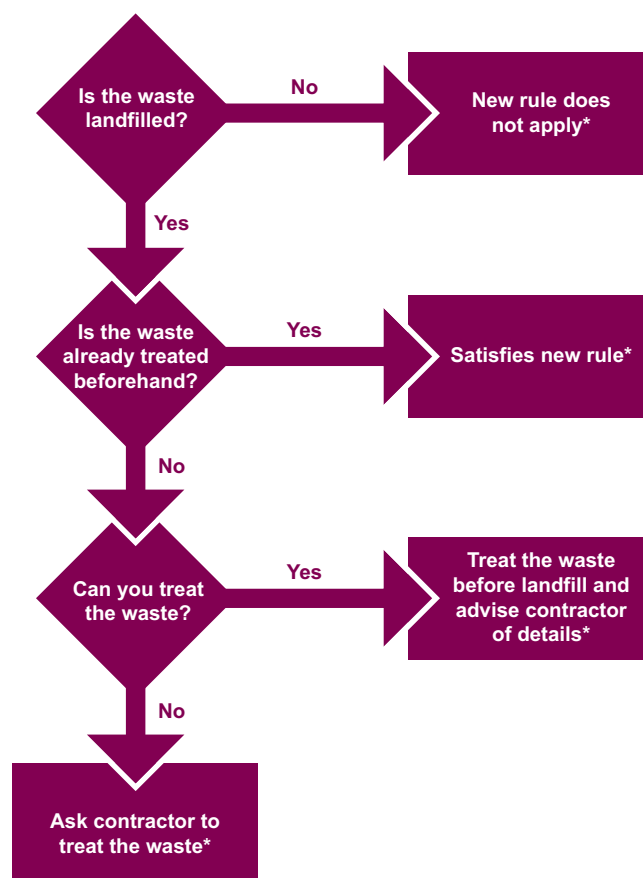 Is the waste
landfilled?
No
New rule does
not apply*
Yes
Is the waste
already treated
beforehand?
Yes
Satisfies new rule*
No
Can you treat
the waste?
Yes
Treat the waste
before landfill and
advise contractor
of details*
No
Ask contractor to
treat the waste*